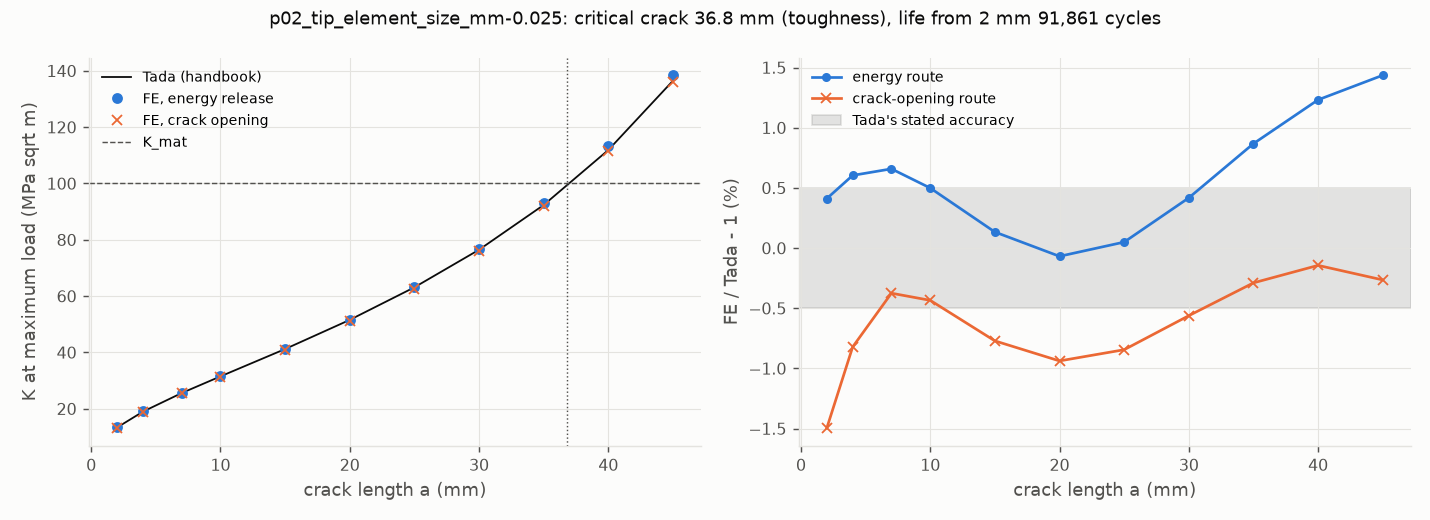 p02_tip_element_size_mm-0.025: critical crack 36.8 mm (toughness), life from 2 mm 91,861 cycles
K at maximum load (MPa sqrt m)
140
120
100
80
60
40
20
Tada (handbook)
FE, energy release
FE, crack opening
K_mat
0
10
20
30
40
crack length a (mm)
FE / Tada - 1 (%)
1.5
1.0
0.5
0.0
−0.5
−1.0
−1.5
energy route
crack-opening route
Tada's stated accuracy
0
10
20
30
40
crack length a (mm)